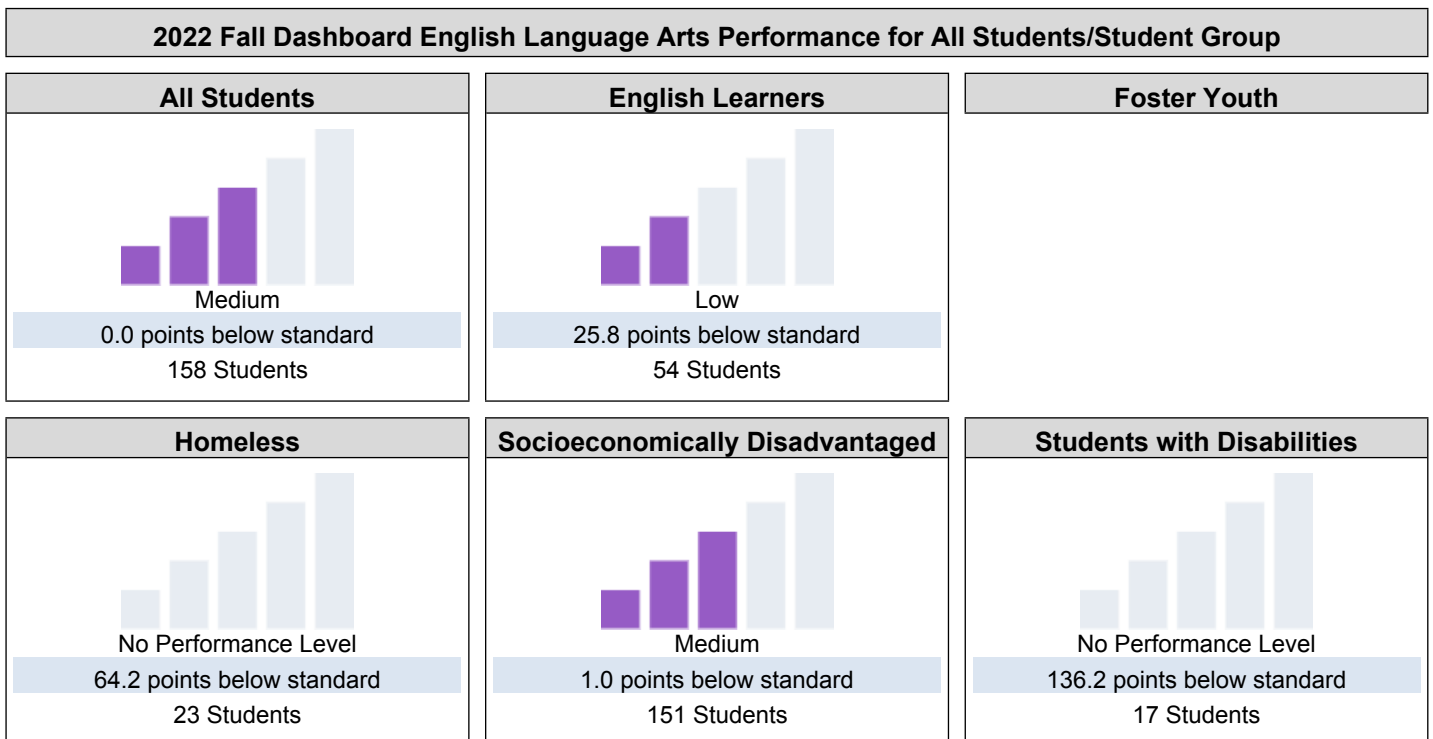 2022 Fall Dashboard English Language Arts Performance for All Students/Student Group
All Students
Medium
0.0 points below standard
158 Students
English Learners
Low
25.8 points below standard
54 Students
Foster Youth
Homeless
No Performance Level
64.2 points below standard
23 Students
Socioeconomically Disadvantaged
Medium
1.0 points below standard
151 Students
Students with Disabilities
No Performance Level
136.2 points below standard
17 Students